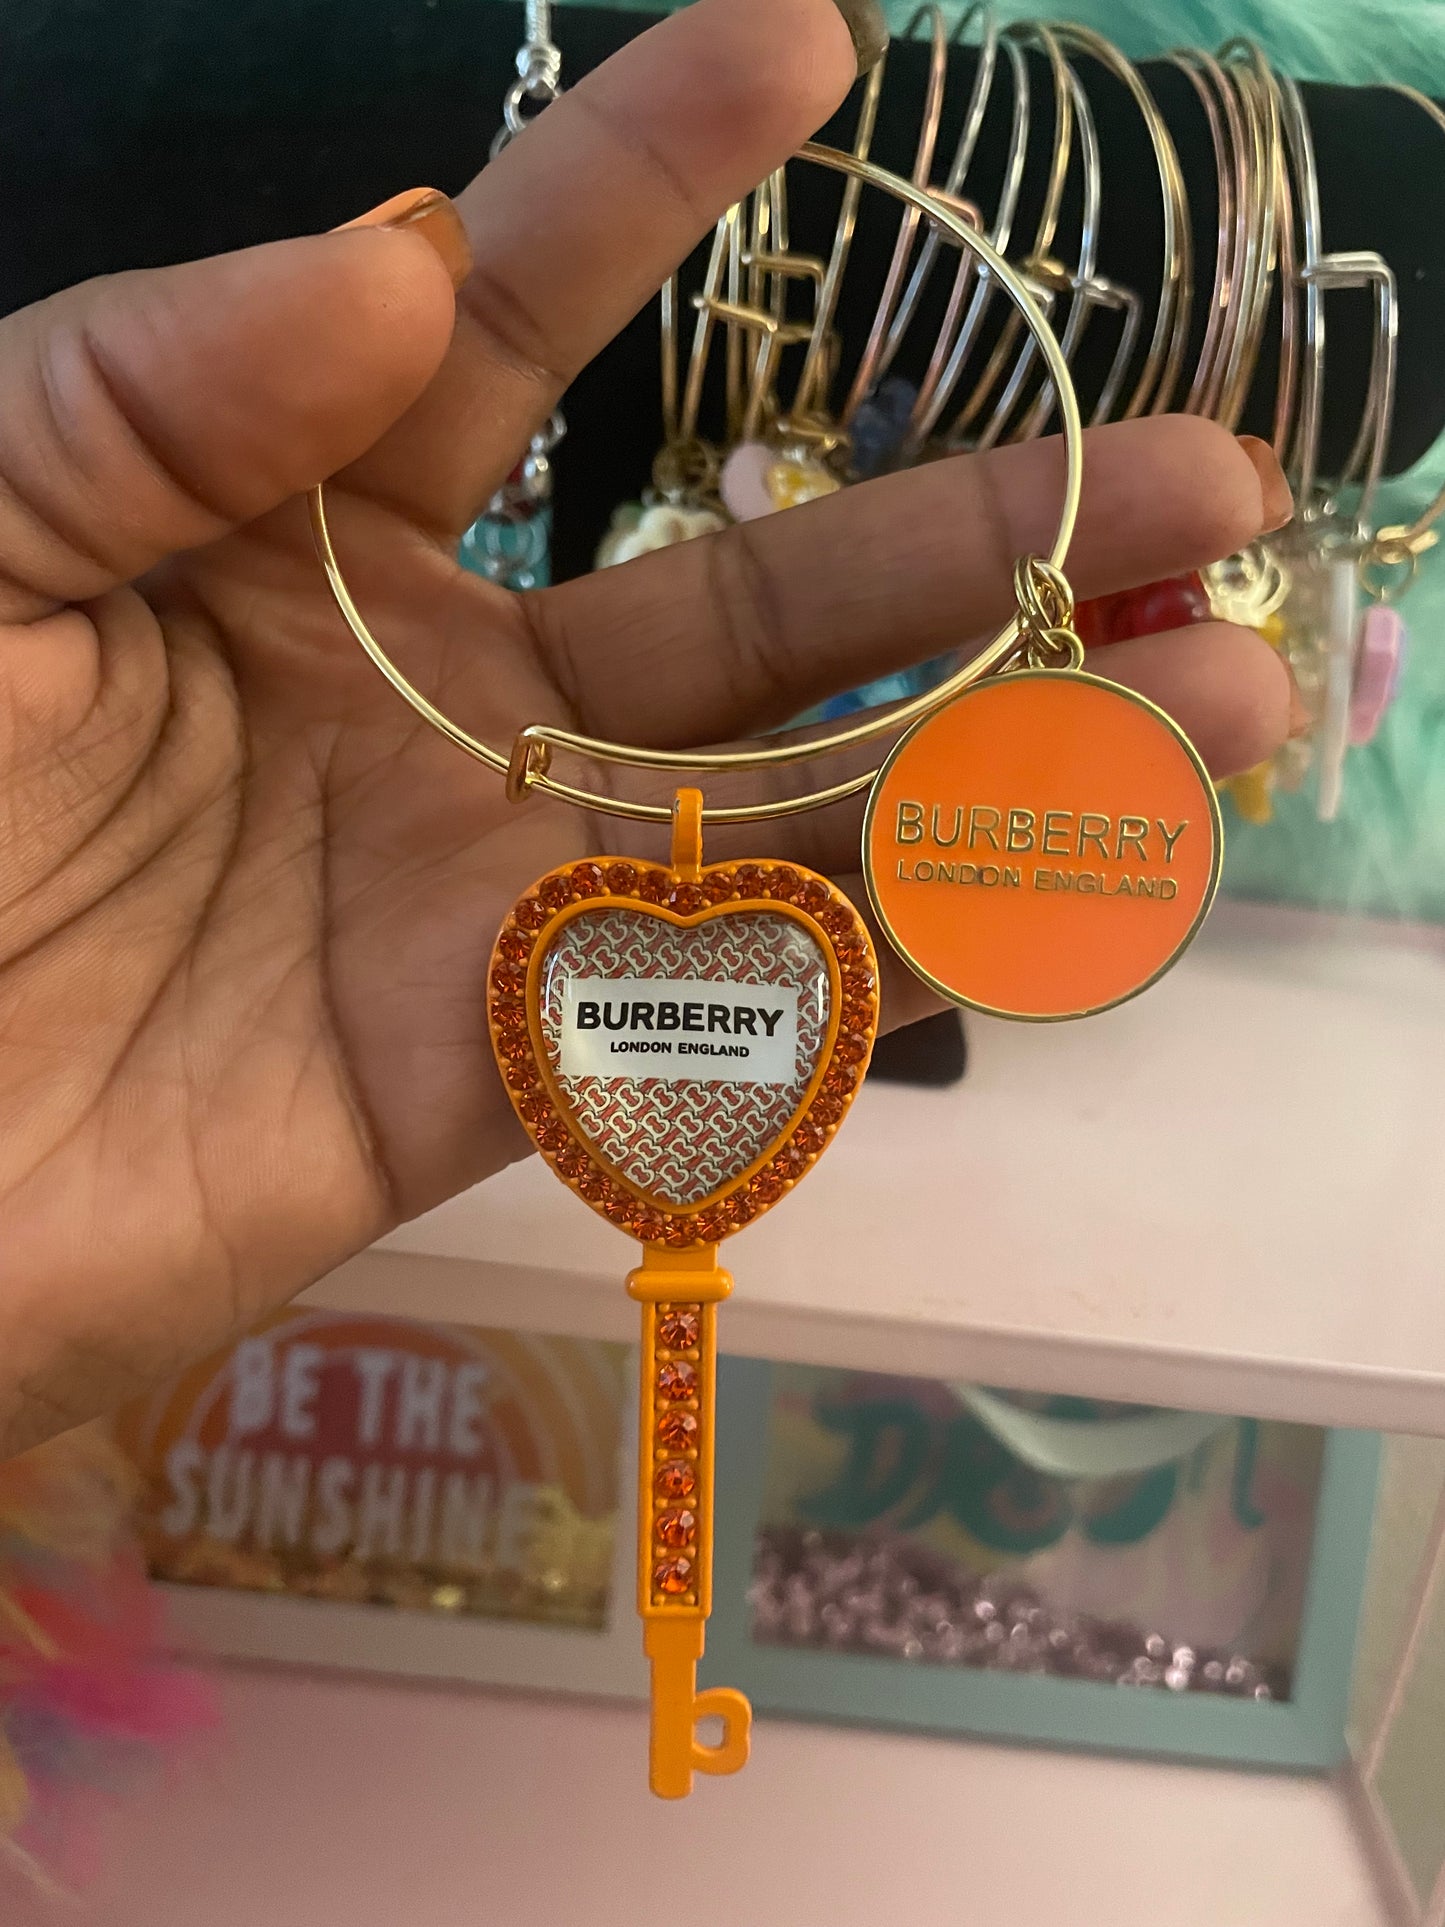 BURBERRY
LONDON ENGLAND
BURBERRY
LONDON ENGLAND
BE THE
SUNSHINE